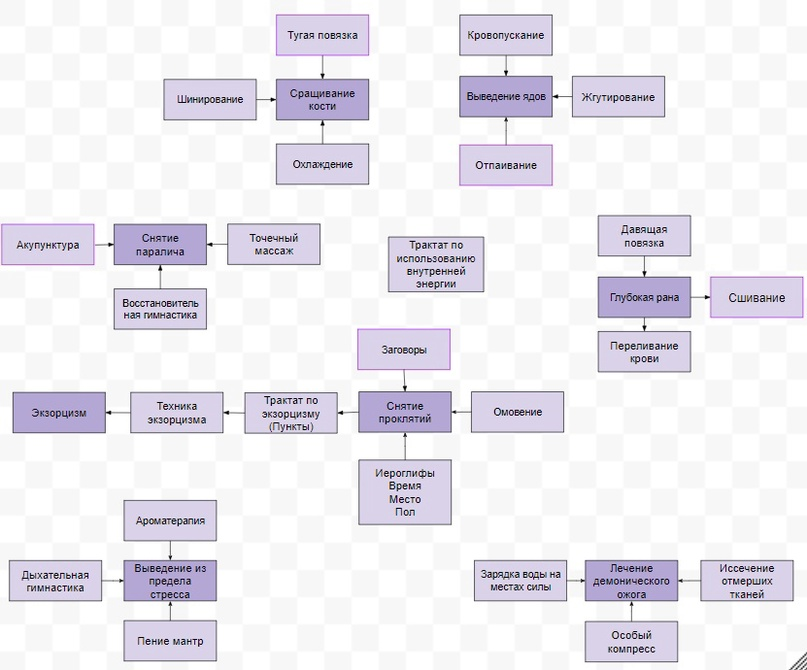 Тугая повязка
Кровопускание
Шинирование
Сращивание
кости
Выведение ядов
Жгутирование
Охлаждение
Отпаивание
Акупунктура
Снятие
паралича
Точечный
массаж
Восстановитель
ная гимнастика
Трактат по
использованию
внутренней
энергии
Давящая
повязка
Глубокая рана
Сшивание
Переливание
крови
Заговоры
Экзорцизм
Техника
экзорцизма
Трактат по
экзорцизму
(Пункты)
Снятие
проклятий
Омовение
Иероглифы
Время
Место
Пол
Ароматерапия
Дыхательная
гимнастика
Выведение из
предела
стресса
Пение мантр
Зарядка воды на
местах силы
Лечение
демонического
ожога
Иссечение
отмерших
тканей
Особый
компресс